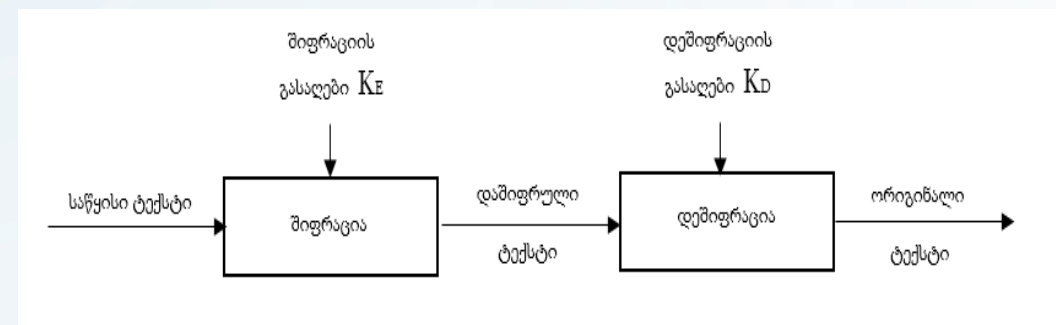 შიფრაციის
გასაღები KE
დეშიფრაციის
გასაღები KD
საწყისი ტექსტი
შიფრაცია
დაშიფრული
ტექსტი
დეშიფრაცია
ორიგინალი
ტექსტი